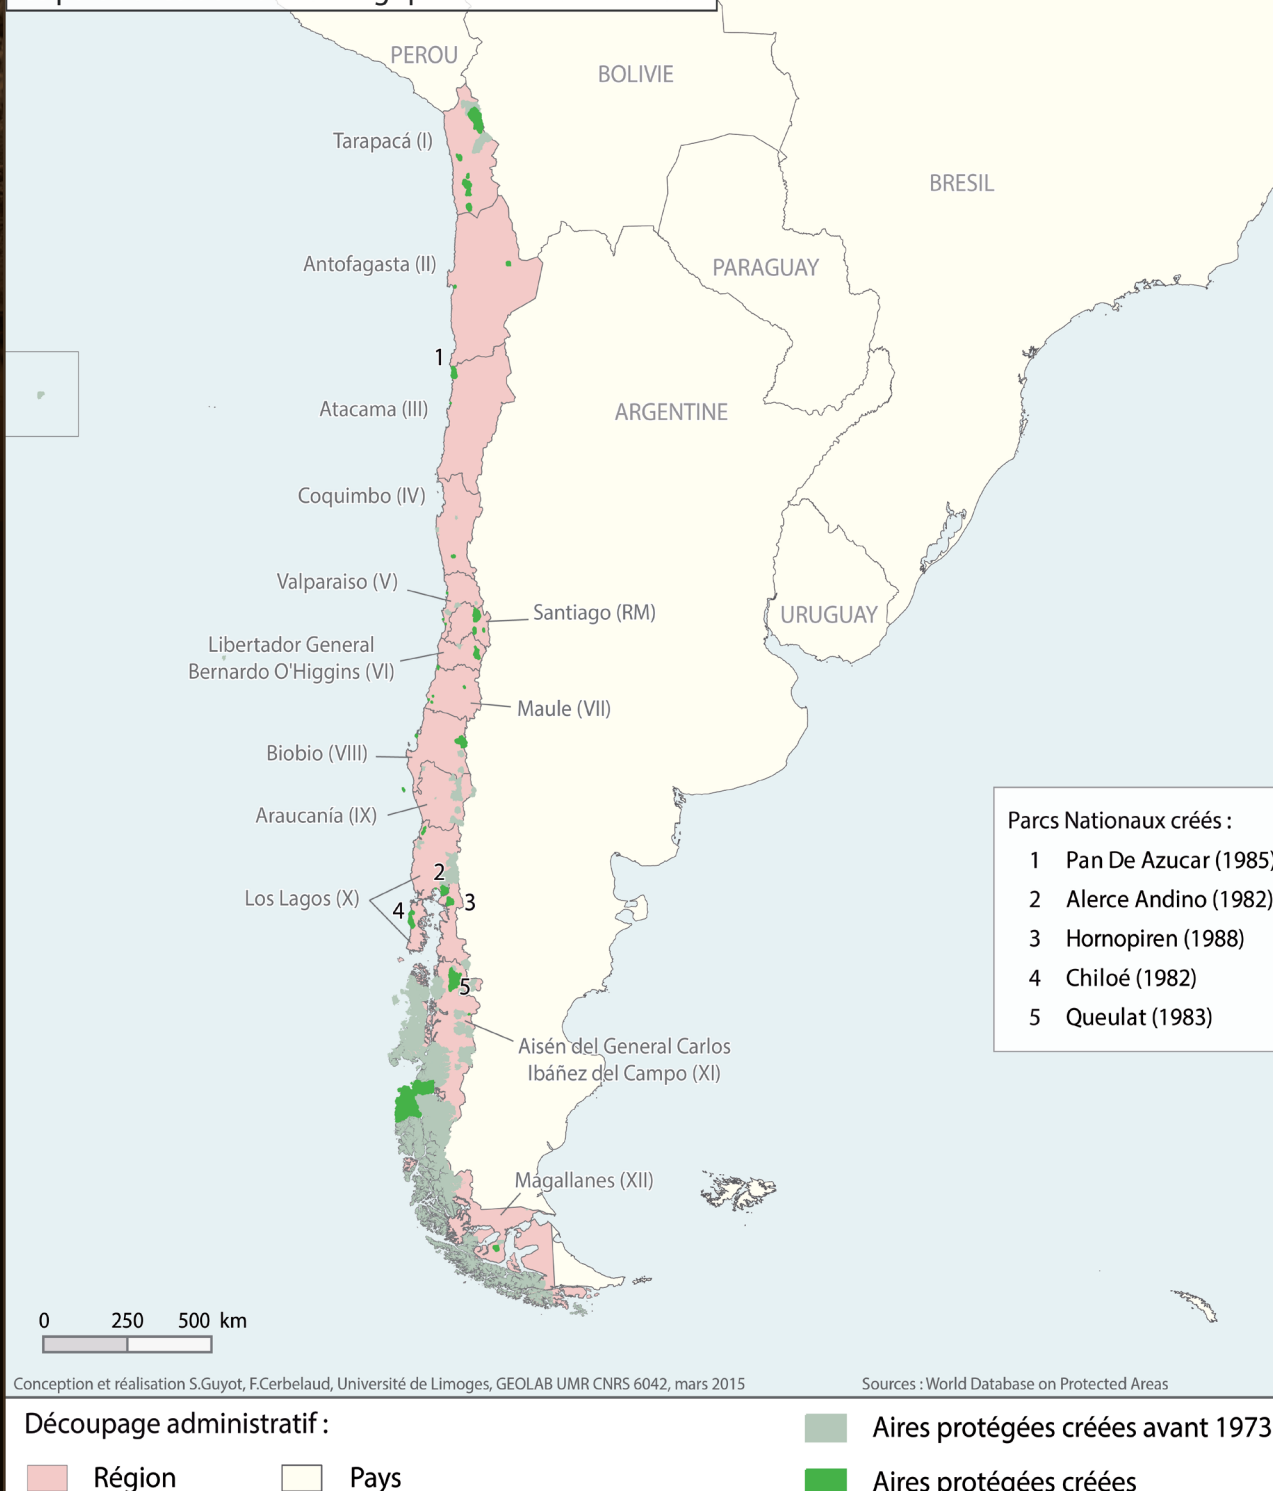 PEROU
BOLIVIE
Tarapacá (I)
BRESIL
Antofagasta (II)
PARAGUAY
1
Atacama (III)
ARGENTINE
Coquimbo (IV)
Valparaiso (V)
Santiago (RM)
URUGUAY
Libertador General
Bernardo O'Higgins (VI)
Maule (VII)
Biobio (VIII)
Araucanía (IX)
Parcs Nationaux créés :
1 Pan De Azucar (1985)
2 Alerce Andino (1982)
3 Hornopiren (1988)
4 Chiloé (1982)
5 Queulat (1983)
2
Los Lagos (X)
3
4
5
Aisén del General Carlos
Ibáñez del Campo (XI)
Magallanes (XII)
0 250 500 km
Conception et réalisation S.Guyot, F.Cerbelaud, Université de Limoges, GEOLAB UMR CNRS 6042, mars 2015
Sources : World Database on Protected Areas
Découpage administratif :
Région
Pays
Aires protégées créées avant 1973
Aires protégées créées